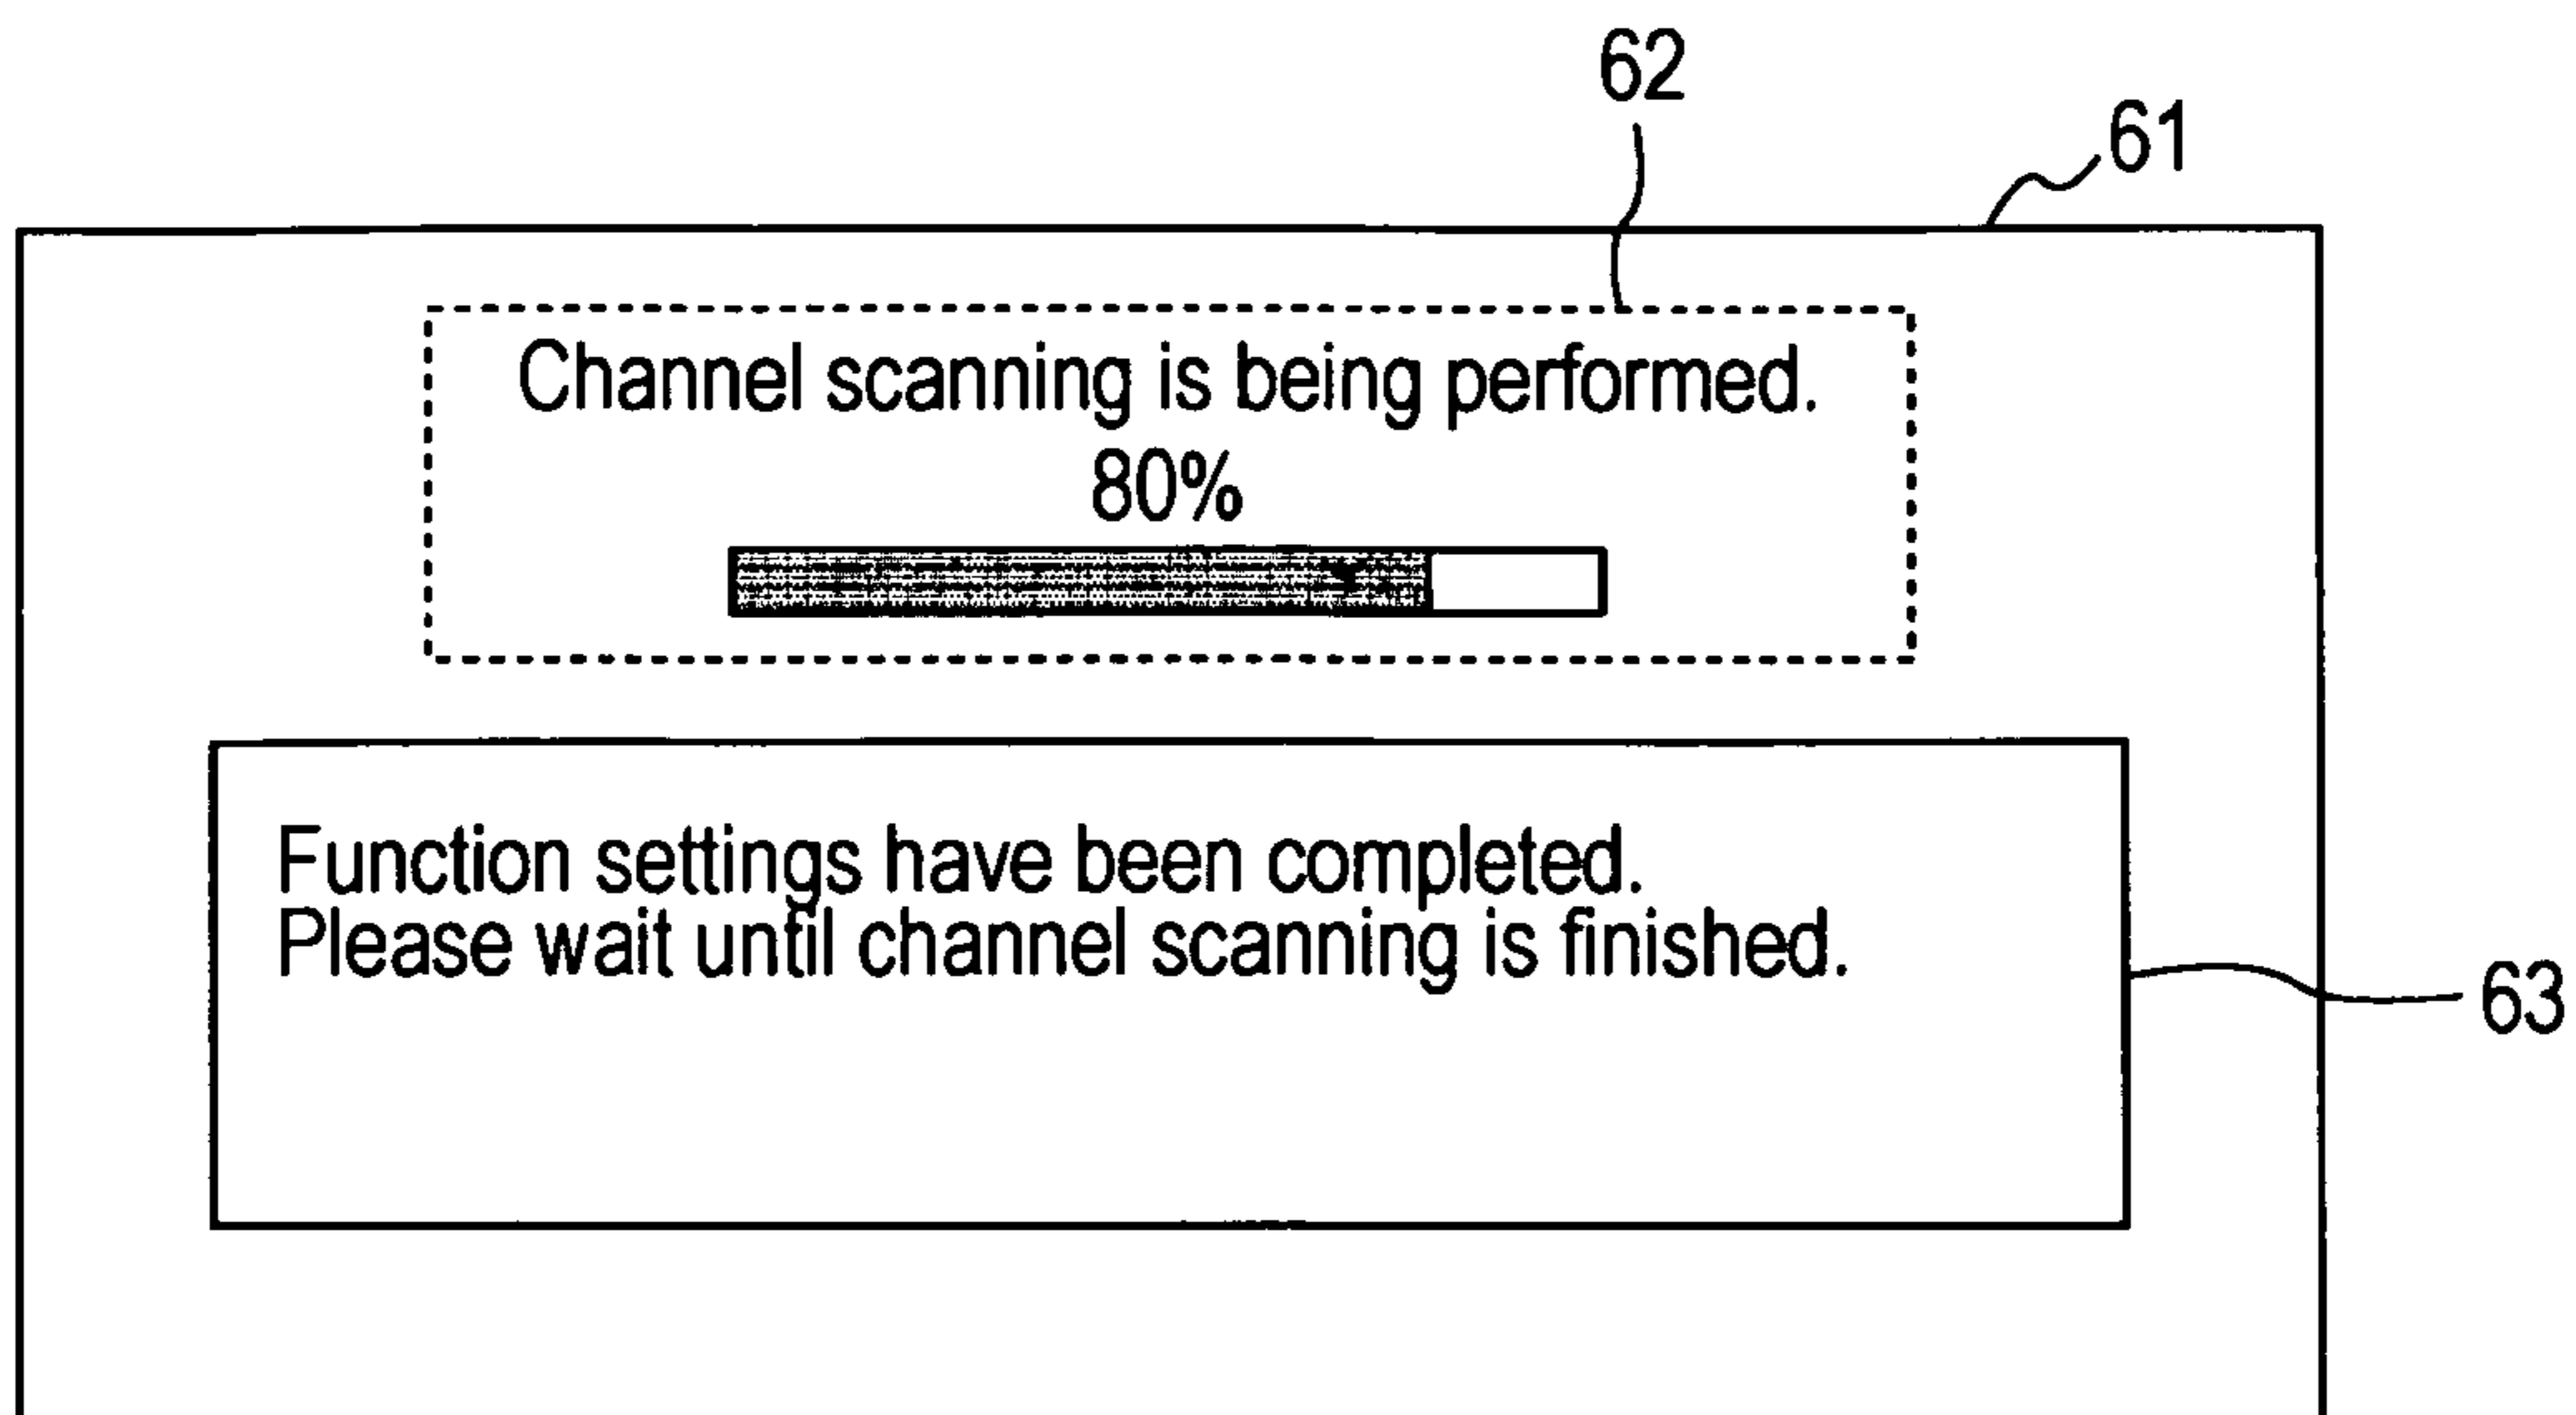 62
61
Channel scanning is being performed.
80%
Function settings have been completed.
Please wait until channel scanning is finished.
63